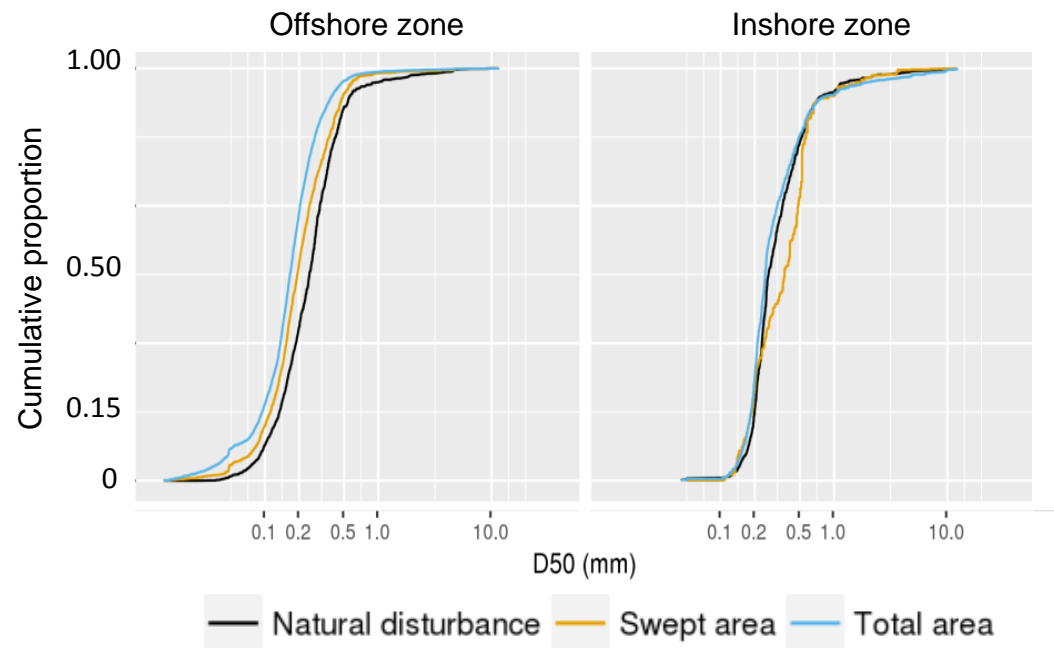 Offshore zone
Inshore zone
Cumulative proportion
1.00
0.50
0.15
0
0.1 0.2 0.5 1.0 10.0
0.1 0.2 0.5 1.0 10.0
D50 (mm)
Natural disturbance Swept area Total area